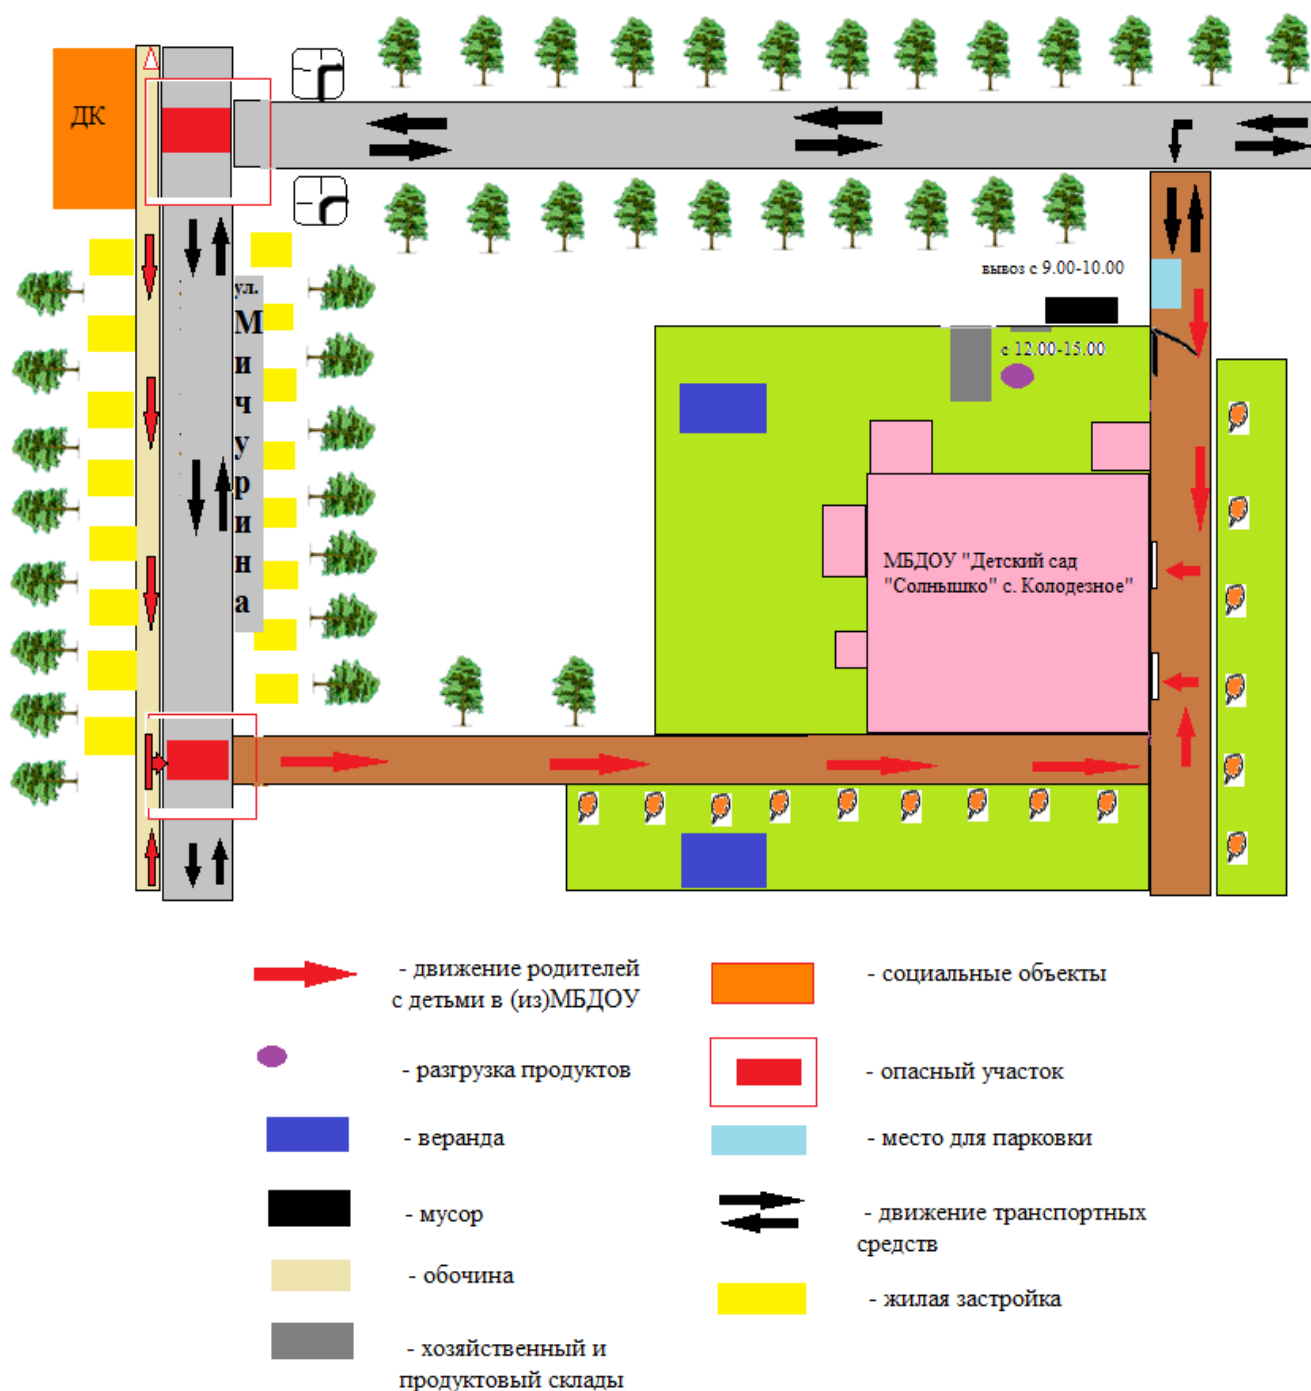 ДК
вывоз с 9.00-10.00
ул.
Мичурина
с 12.00-15.00
МБДОУ "Детский сад
"Солнышко" с. Колодезное"
- движение родителей
с детьми в (из)МБДОУ
- социальные объекты
- разгрузка продуктов
- опасный участок
- веранда
- место для парковки
- мусор
- движение транспортных
средств
- обочина
- жилая застройка
- хозяйственный и
продуктовый склады